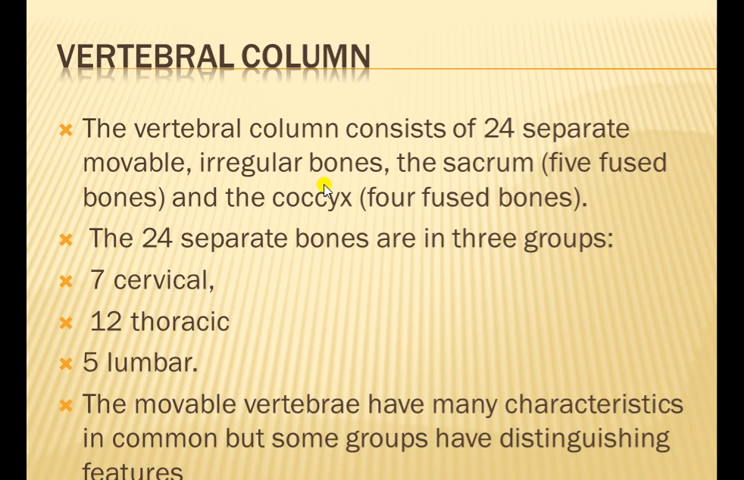 VERTEBRAL COLUMN
The vertebral column consists of 24 separate
movable, irregular bones, the sacrum (five fused
bones) and the coccyx (four fused bones).
The 24 separate bones are in three groups:
7 cervical,
12 thoracic
5 lumbar.
The movable vertebrae have many characteristics
in common but some groups have distinguishing
features